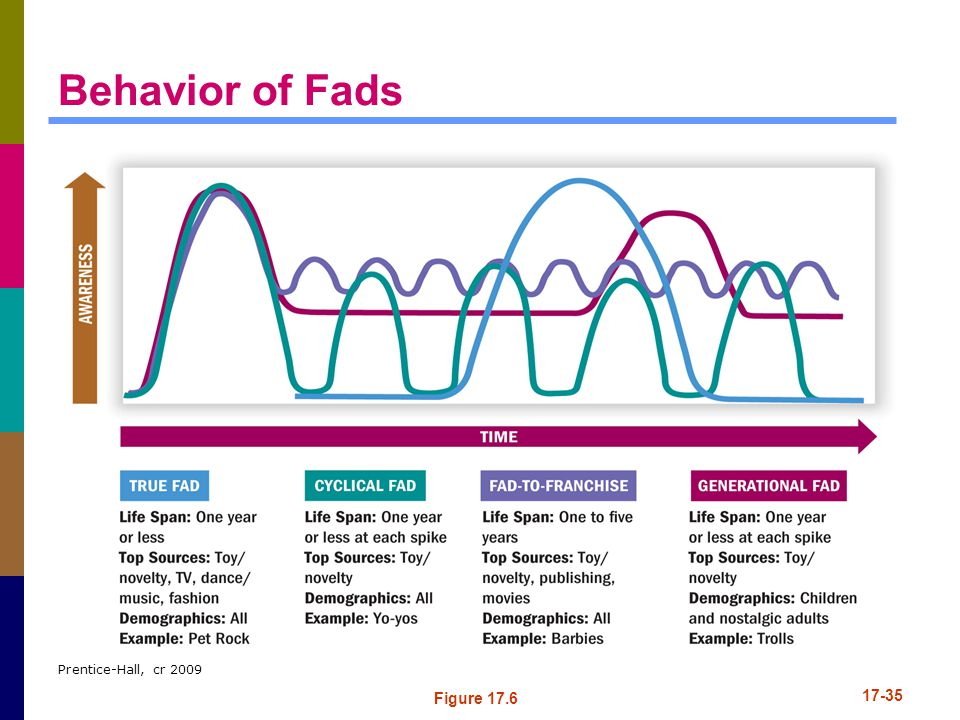 Behavior of Fads
AWARENESS
TIME
TRUE FAD
Life Span: One year
or less
Top Sources: Toy/
novelty, TV, dance/
music, fashion
Demographics: All
Example: Pet Rock
CYCLICAL FAD
Life Span: One year
or less at each spike
Top Sources: Toy/
novelty
Demographics: All
Example: Yo-yos
FAD-TO-FRANCHISE
Life Span: One to five
years
Top Sources: Toy/
novelty, publishing,
movies
Demographics: All
Example: Barbies
GENERATIONAL FAD
Life Span: One year
or less at each spike
Top Sources: Toy/
novelty
Demographics: Children
and nostalgic adults
Example: Trolls
Prentice-Hall, cr 2009
Figure 17.6
17-35